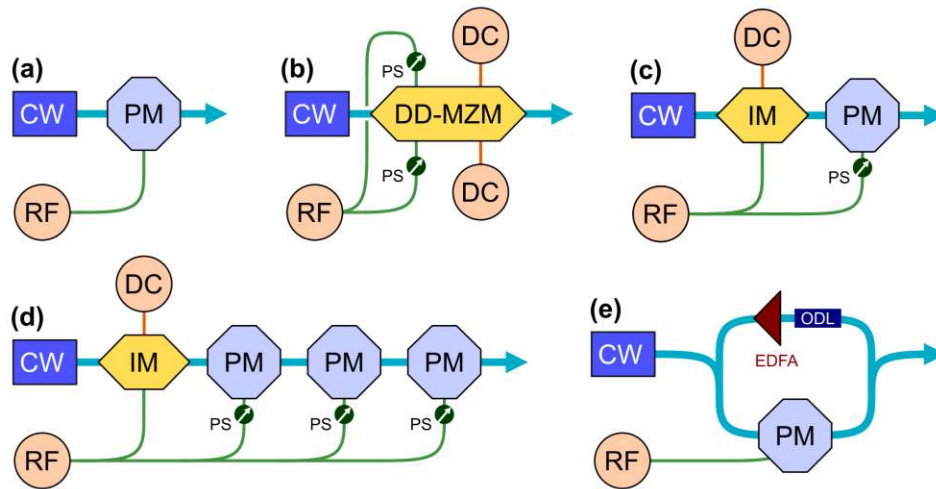 (a)
CW
PM
RF
(b)
PS
DC
CW
DD-MZM
PS
RF
DC
(c)
DC
CW
IM
PM
PS
RF
(d)
DC
CW
IM
PM
PM
PM
PS
PS
PS
RF
(e)
ODL
CW
EDFA
PM
RF